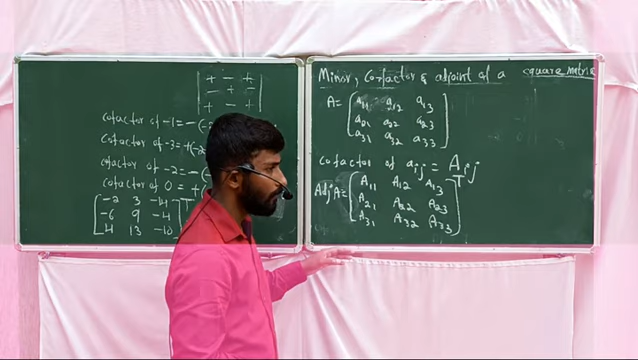 + - +
- + -
+ - +
Cofactor of -1 = -(-
Cofactor of -3 = +(-2
Cofactor of -2 = -(-
Cofactor of 0 = +(
-2 3 -14
-6 9 -4
4 13 -10
Minor, Cofactor & adjoint of a square matrix
A = a11 a12 a13
a21 a22 a23
a31 a32 a33
Cofactor of aij = Aij
Adj A = A11 A12 A13 T
A21 A22 A23
A31 A32 A33